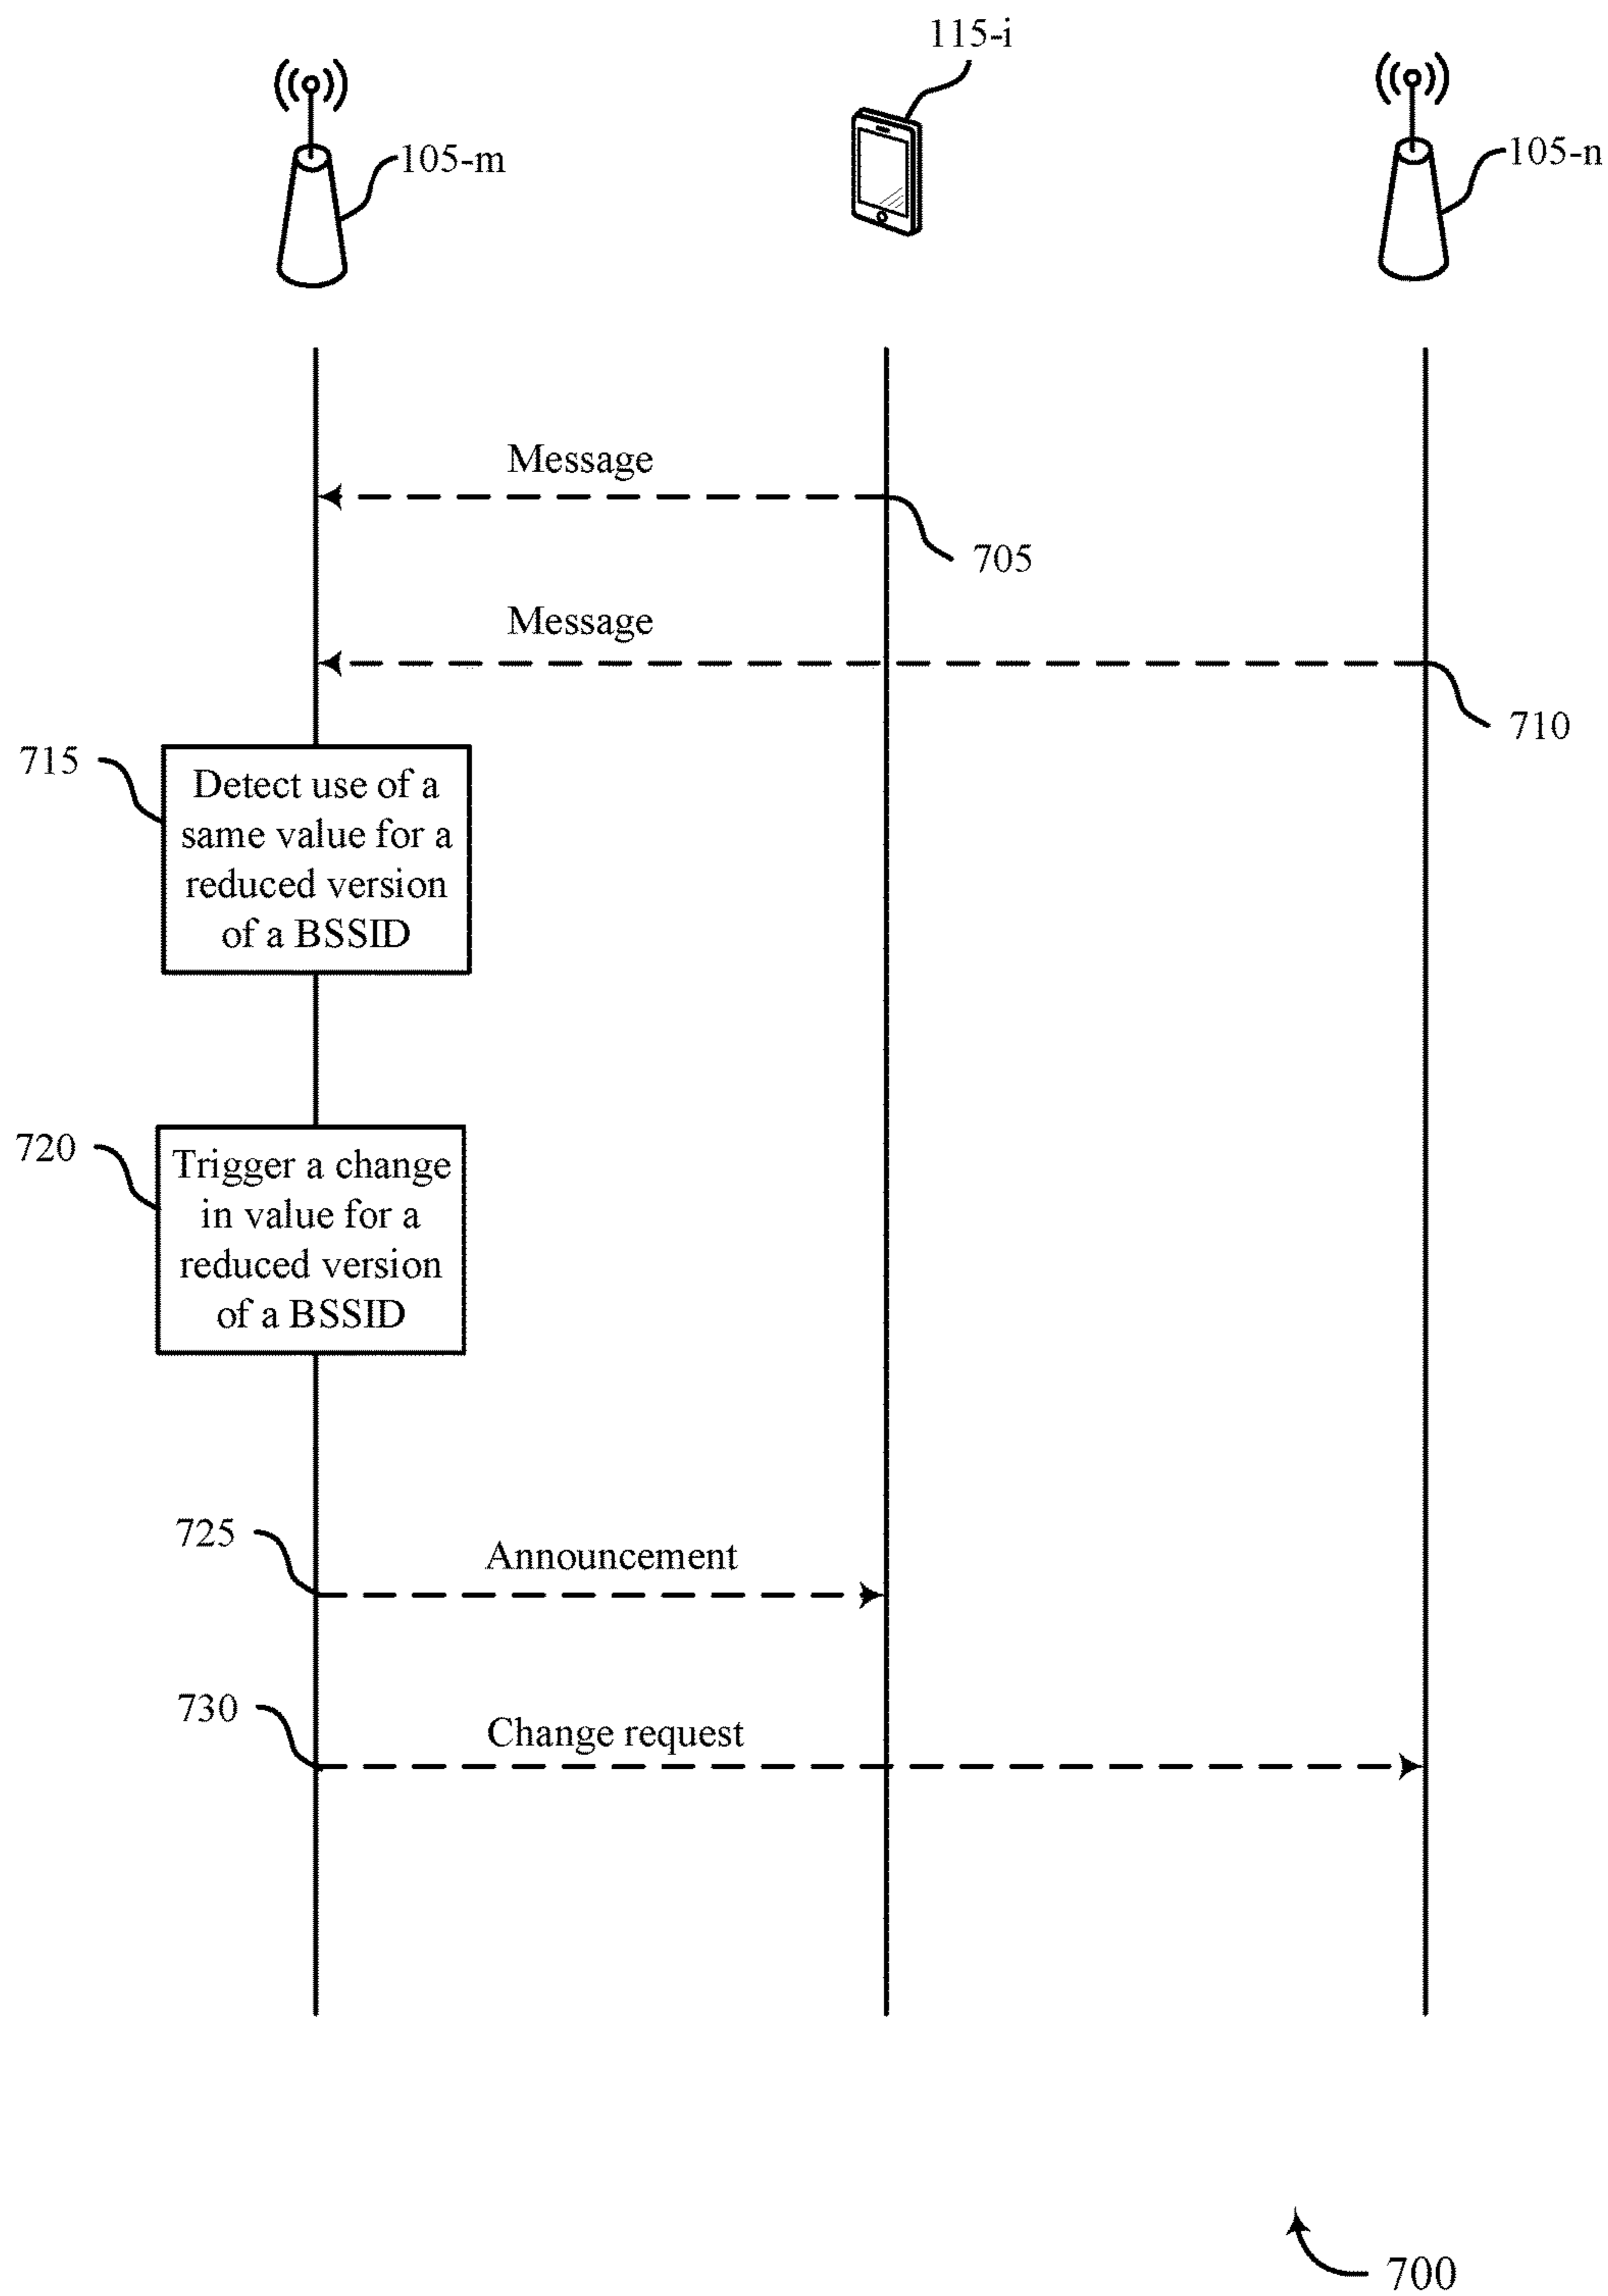 115-i
105-m
105-n
Message
705
Message
710
715
Detect use of a
same value for a
reduced version
of a BSSID
720
Trigger a change
in value for a
reduced version
of a BSSID
725
Announcement
730
Change request
700